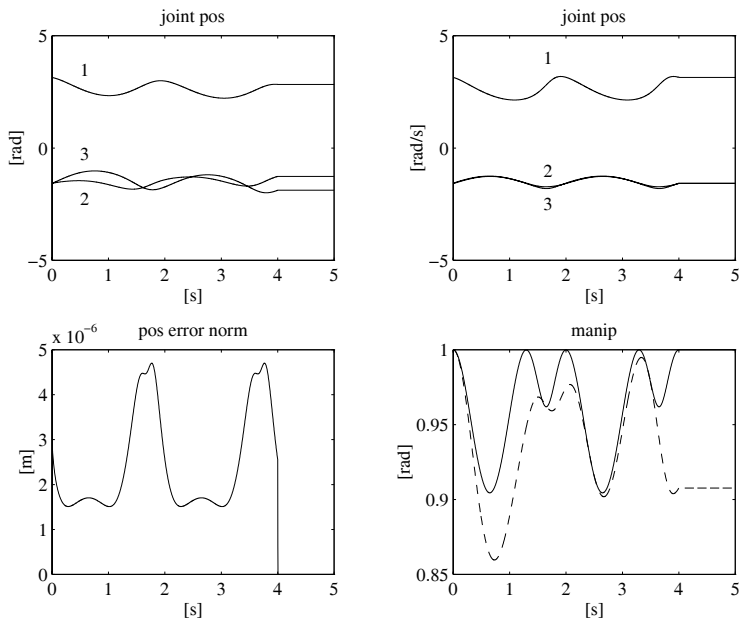 joint pos
5
1
[rad]
0
3
2
−5
0 1 2 3 4 5
[s]
joint pos
5
1
[rad/s]
0
2
3
−5
0 1 2 3 4 5
[s]
x 10⁻⁶ pos error norm
5
4
3
[m]
2
1
0
0 1 2 3 4 5
[s]
manip
1
0.95
[rad]
0.9
0.85
0 1 2 3 4 5
[s]